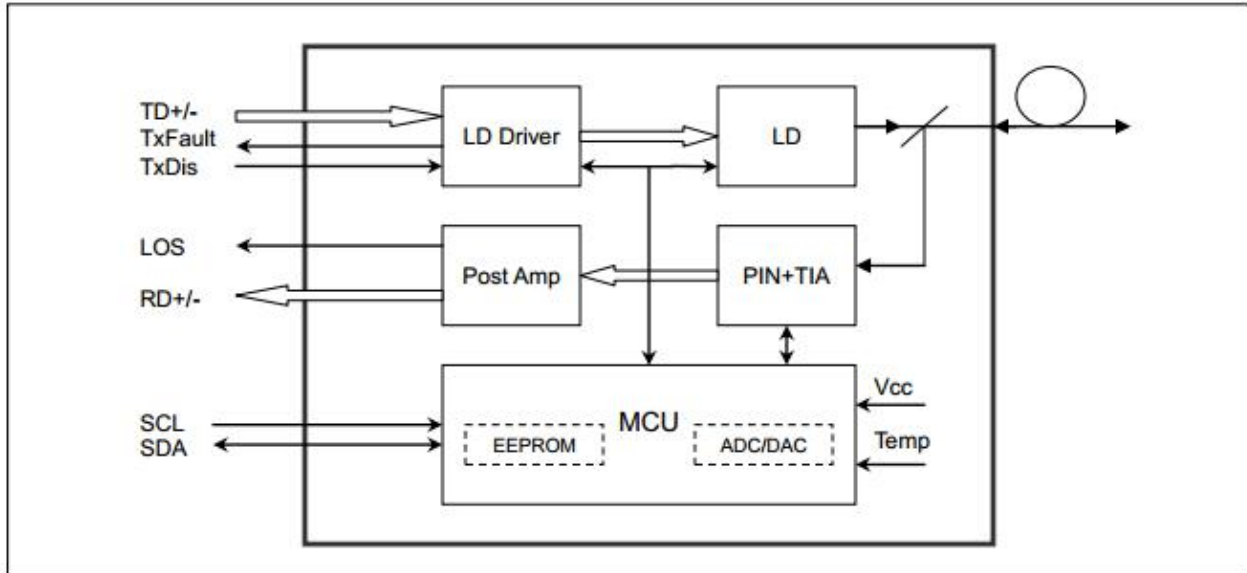 TD+/-
TxFault
TxDis
LD Driver
LD
LOS
RD+/-
Post Amp
PIN+TIA
SCL
SDA
MCU
EEPROM
ADC/DAC
Vcc
Temp